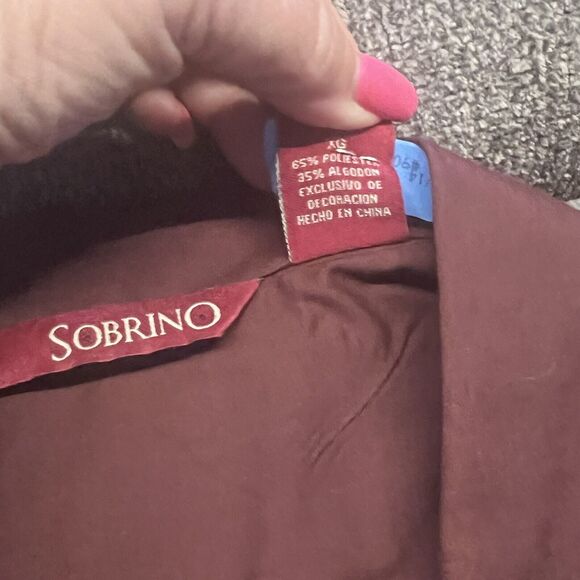 XG
65% POLIESTER
35% ALGODON
EXCLUSIVO DE
DECORACION
HECHO EN CHINA
SOBRINO